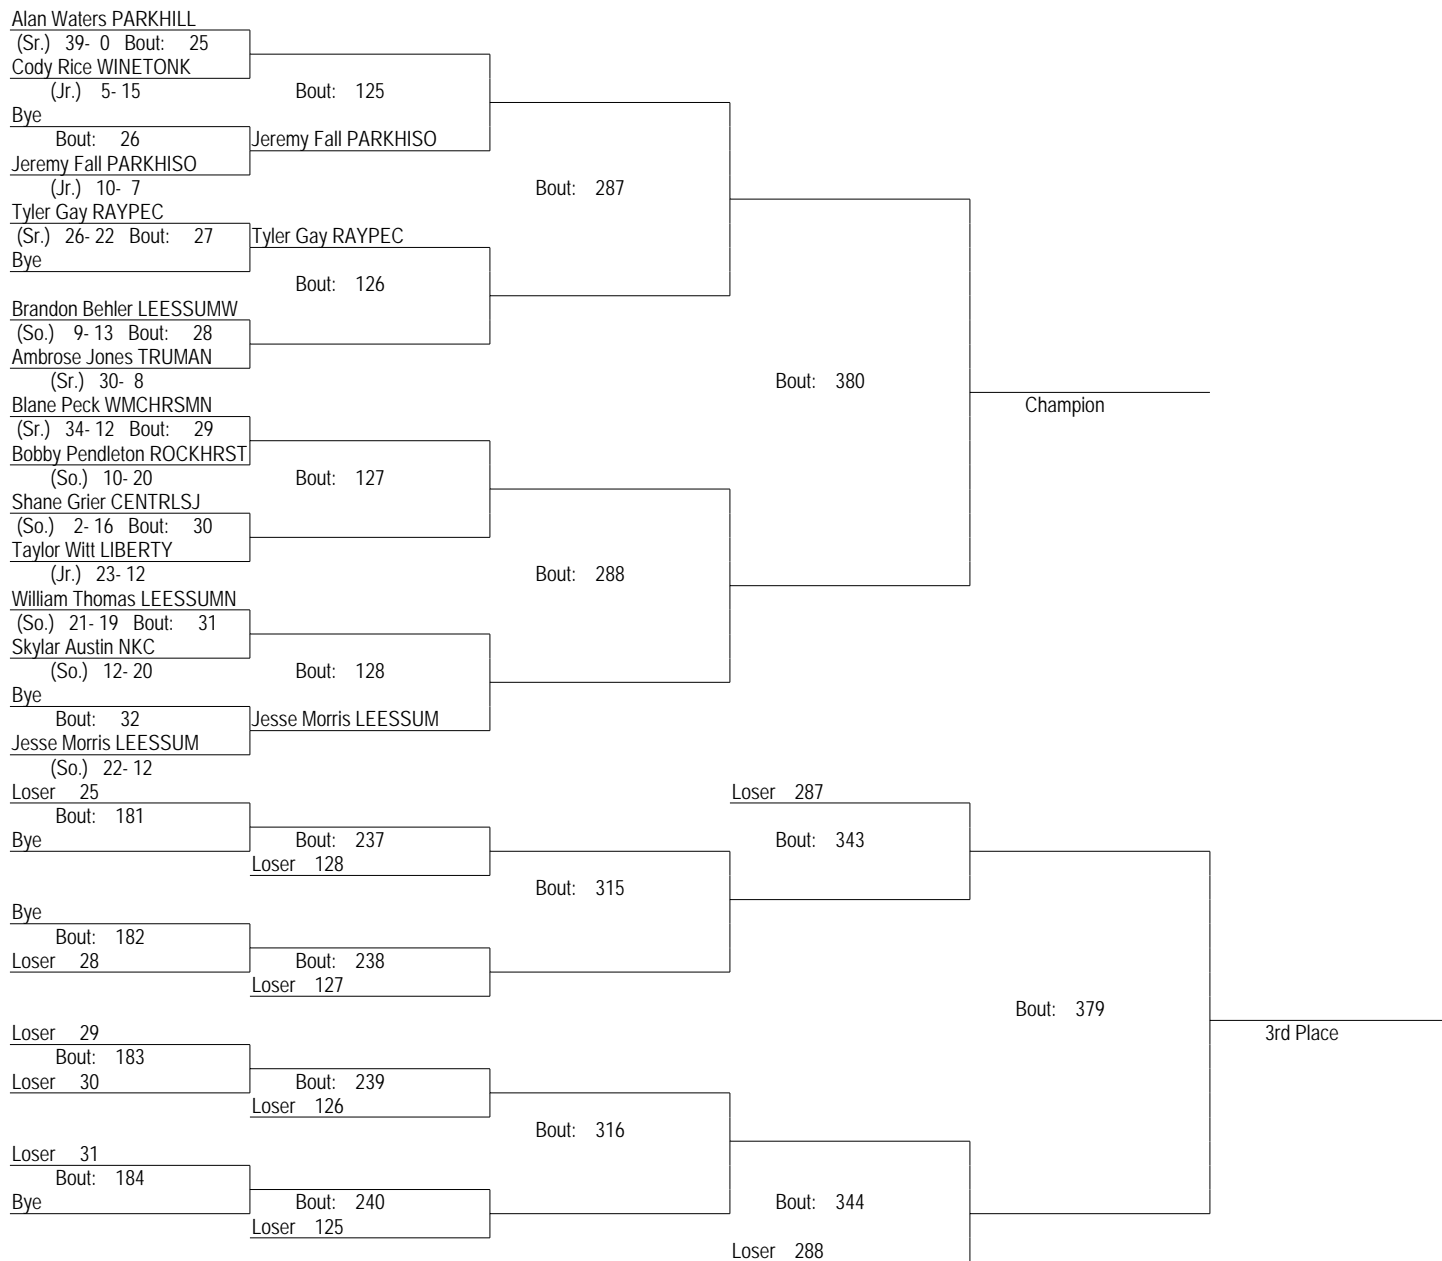 Alan Waters PARKHILL
(Sr.) 39- 0 Bout: 25
Cody Rice WINETONK
(Jr.) 5- 15 Bout: 125
Bye
Bout: 26 Jeremy Fall PARKHISO
Jeremy Fall PARKHISO
(Jr.) 10- 7 Bout: 287
Tyler Gay RAYPEC
(Sr.) 26- 22 Bout: 27 Tyler Gay RAYPEC
Bye
Bout: 126
Brandon Behler LEESSUMW
(So.) 9- 13 Bout: 28
Ambrose Jones TRUMAN
(Sr.) 30- 8 Bout: 380
Blane Peck WMCHRSMN Champion
(Sr.) 34- 12 Bout: 29
Bobby Pendleton ROCKHRST
(So.) 10- 20 Bout: 127
Shane Grier CENTRLSJ
(So.) 2- 16 Bout: 30
Taylor Witt LIBERTY
(Jr.) 23- 12 Bout: 288
William Thomas LEESSUMN
(So.) 21- 19 Bout: 31
Skylar Austin NKC
(So.) 12- 20 Bout: 128
Bye
Bout: 32 Jesse Morris LEESSUM
Jesse Morris LEESSUM
(So.) 22- 12
Loser 25 Loser 287
Bout: 181
Bye Bout: 237 Bout: 343
Loser 128
Bout: 315
Bye
Bout: 182
Loser 28 Bout: 238
Loser 127
Bout: 379
Loser 29 3rd Place
Bout: 183
Loser 30 Bout: 239
Loser 126
Bout: 316
Loser 31
Bout: 184
Bye Bout: 240 Bout: 344
Loser 125
Loser 288